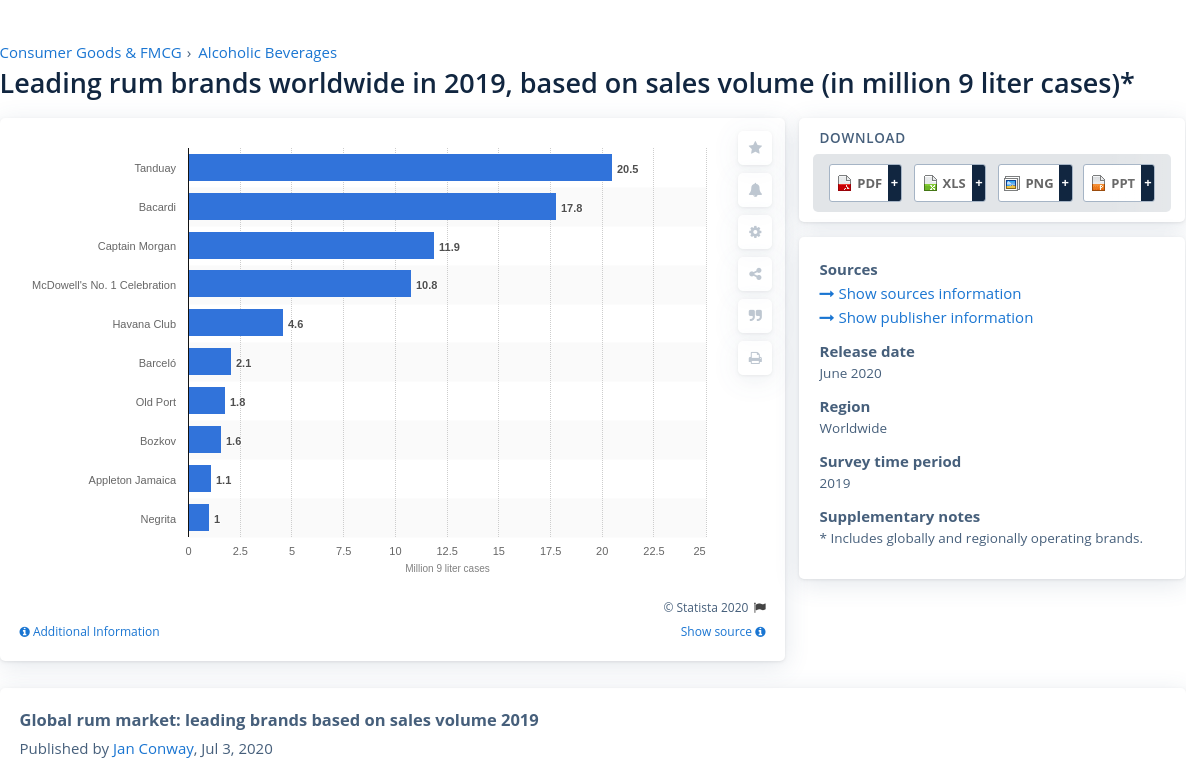 Consumer Goods & FMCG › Alcoholic Beverages
Leading rum brands worldwide in 2019, based on sales volume (in million 9 liter cases)*
Tanduay 20.5
Bacardi 17.8
Captain Morgan 11.9
McDowell's No. 1 Celebration 10.8
Havana Club 4.6
Barceló 2.1
Old Port 1.8
Bozkov 1.6
Appleton Jamaica 1.1
Negrita 1
0 2.5 5 7.5 10 12.5 15 17.5 20 22.5 25
Million 9 liter cases
© Statista 2020
Additional Information
Show source
DOWNLOAD
PDF + XLS + PNG + PPT +
Sources
Show sources information
Show publisher information
Release date
June 2020
Region
Worldwide
Survey time period
2019
Supplementary notes
* Includes globally and regionally operating brands.
Global rum market: leading brands based on sales volume 2019
Published by Jan Conway, Jul 3, 2020